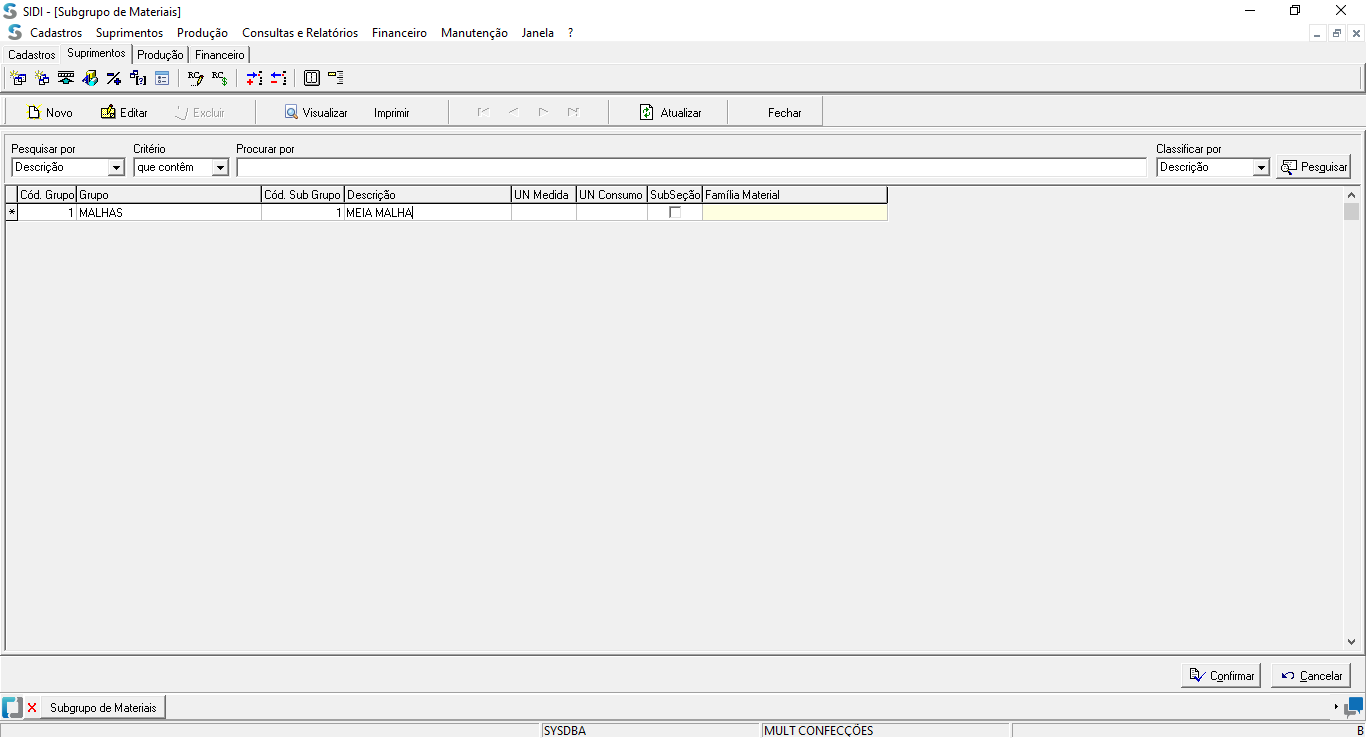 SIDI - [Subgrupo de Materiais]
Cadastros Suprimentos Produção Consultas e Relatórios Financeiro Manutenção Janela ?
Cadastros Suprimentos Produção Financeiro
Novo Editar Excluir Visualizar Imprimir Atualizar Fechar
Pesquisar por Critério Procurar por Classificar por
Descrição que contêm Descrição Pesquisar
Cód. Grupo Grupo Cód. Sub Grupo Descrição UN Medida UN Consumo SubSeção Família Material
* 1 MALHAS 1 MEIA MALHA
Confirmar Cancelar
Subgrupo de Materiais
SYSDBA MULT CONFECÇÕES B